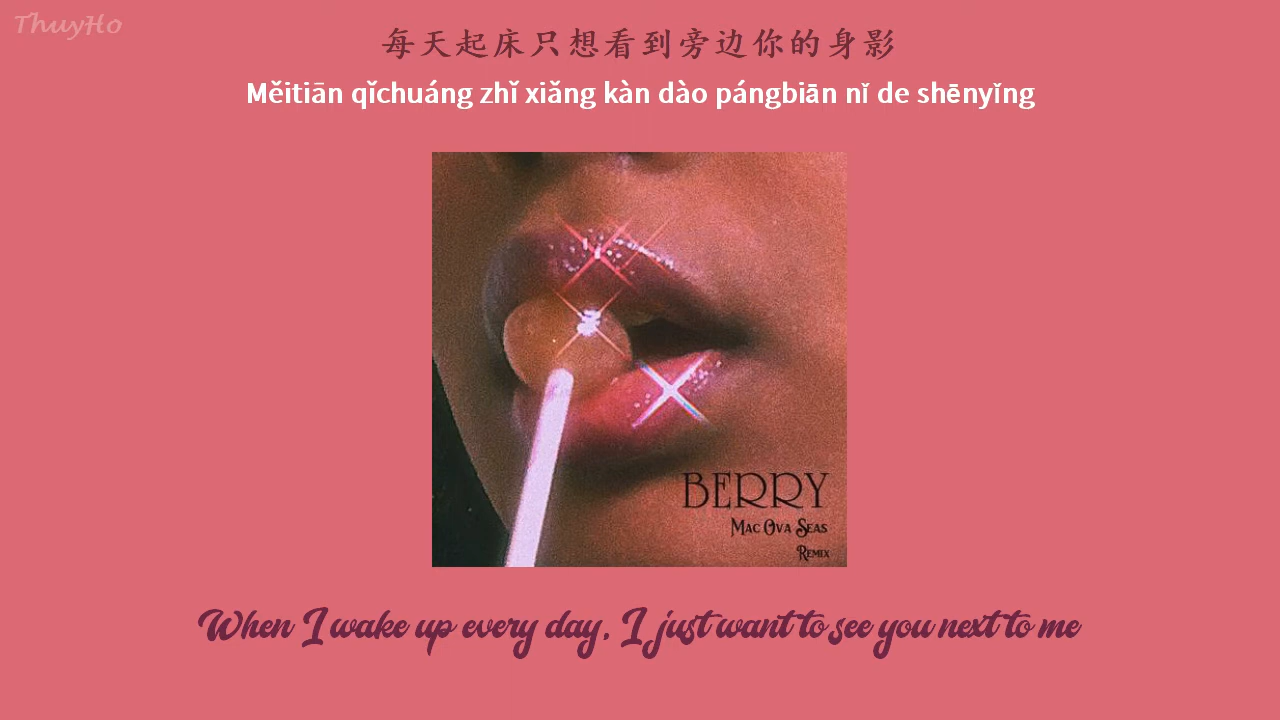 ThuyHo
每天起床只想看到旁边你的身影
Měitiān qǐchuáng zhǐ xiǎng kàn dào pángbiān nǐ de shēnyǐng
BERRY
Mac Ova Seas
Remix
When I wake up every day, I just want to see you next to me